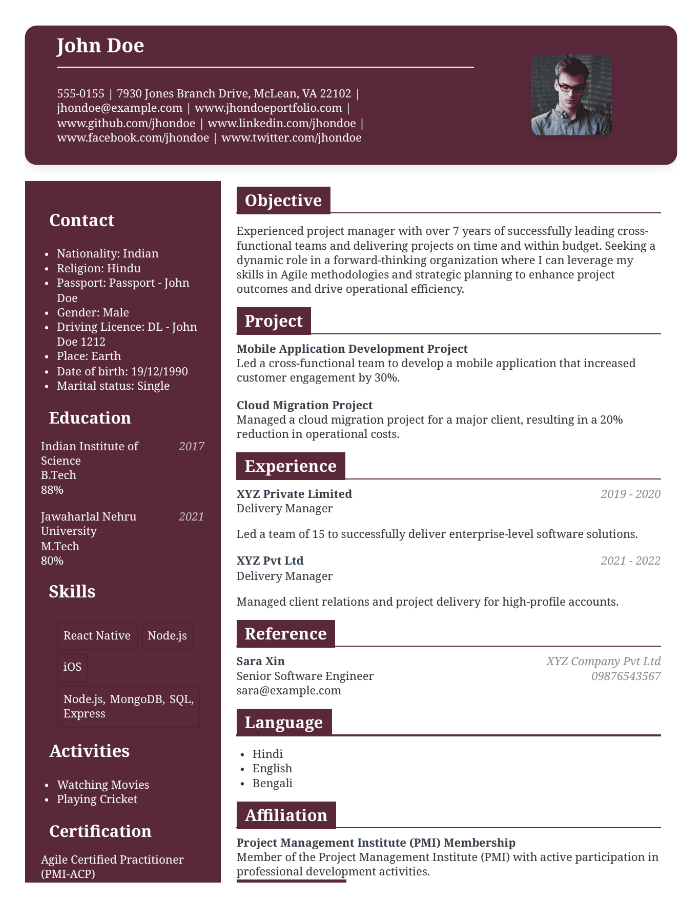 John Doe
555-0155 | 7930 Jones Branch Drive, McLean, VA 22102 |
jhondoe@example.com | www.jhondoeportfolio.com |
www.github.com/jhondoe | www.linkedin.com/jhondoe |
www.facebook.com/jhondoe | www.twitter.com/jhondoe
Contact
• Nationality: Indian
• Religion: Hindu
• Passport: Passport - John
Doe
• Gender: Male
• Driving Licence: DL - John
Doe 1212
• Place: Earth
• Date of birth: 19/12/1990
• Marital status: Single
Education
Indian Institute of 2017
Science
B.Tech
88%
Jawaharlal Nehru 2021
University
M.Tech
80%
Skills
React Native Node.js
iOS
Node.js, MongoDB, SQL,
Express
Activities
• Watching Movies
• Playing Cricket
Certification
Agile Certified Practitioner
(PMI-ACP)
Objective
Experienced project manager with over 7 years of successfully leading cross-
functional teams and delivering projects on time and within budget. Seeking a
dynamic role in a forward-thinking organization where I can leverage my
skills in Agile methodologies and strategic planning to enhance project
outcomes and drive operational efficiency.
Project
Mobile Application Development Project
Led a cross-functional team to develop a mobile application that increased
customer engagement by 30%.
Cloud Migration Project
Managed a cloud migration project for a major client, resulting in a 20%
reduction in operational costs.
Experience
XYZ Private Limited 2019 - 2020
Delivery Manager
Led a team of 15 to successfully deliver enterprise-level software solutions.
XYZ Pvt Ltd 2021 - 2022
Delivery Manager
Managed client relations and project delivery for high-profile accounts.
Reference
Sara Xin XYZ Company Pvt Ltd
Senior Software Engineer 09876543567
sara@example.com
Language
• Hindi
• English
• Bengali
Affiliation
Project Management Institute (PMI) Membership
Member of the Project Management Institute (PMI) with active participation in
professional development activities.